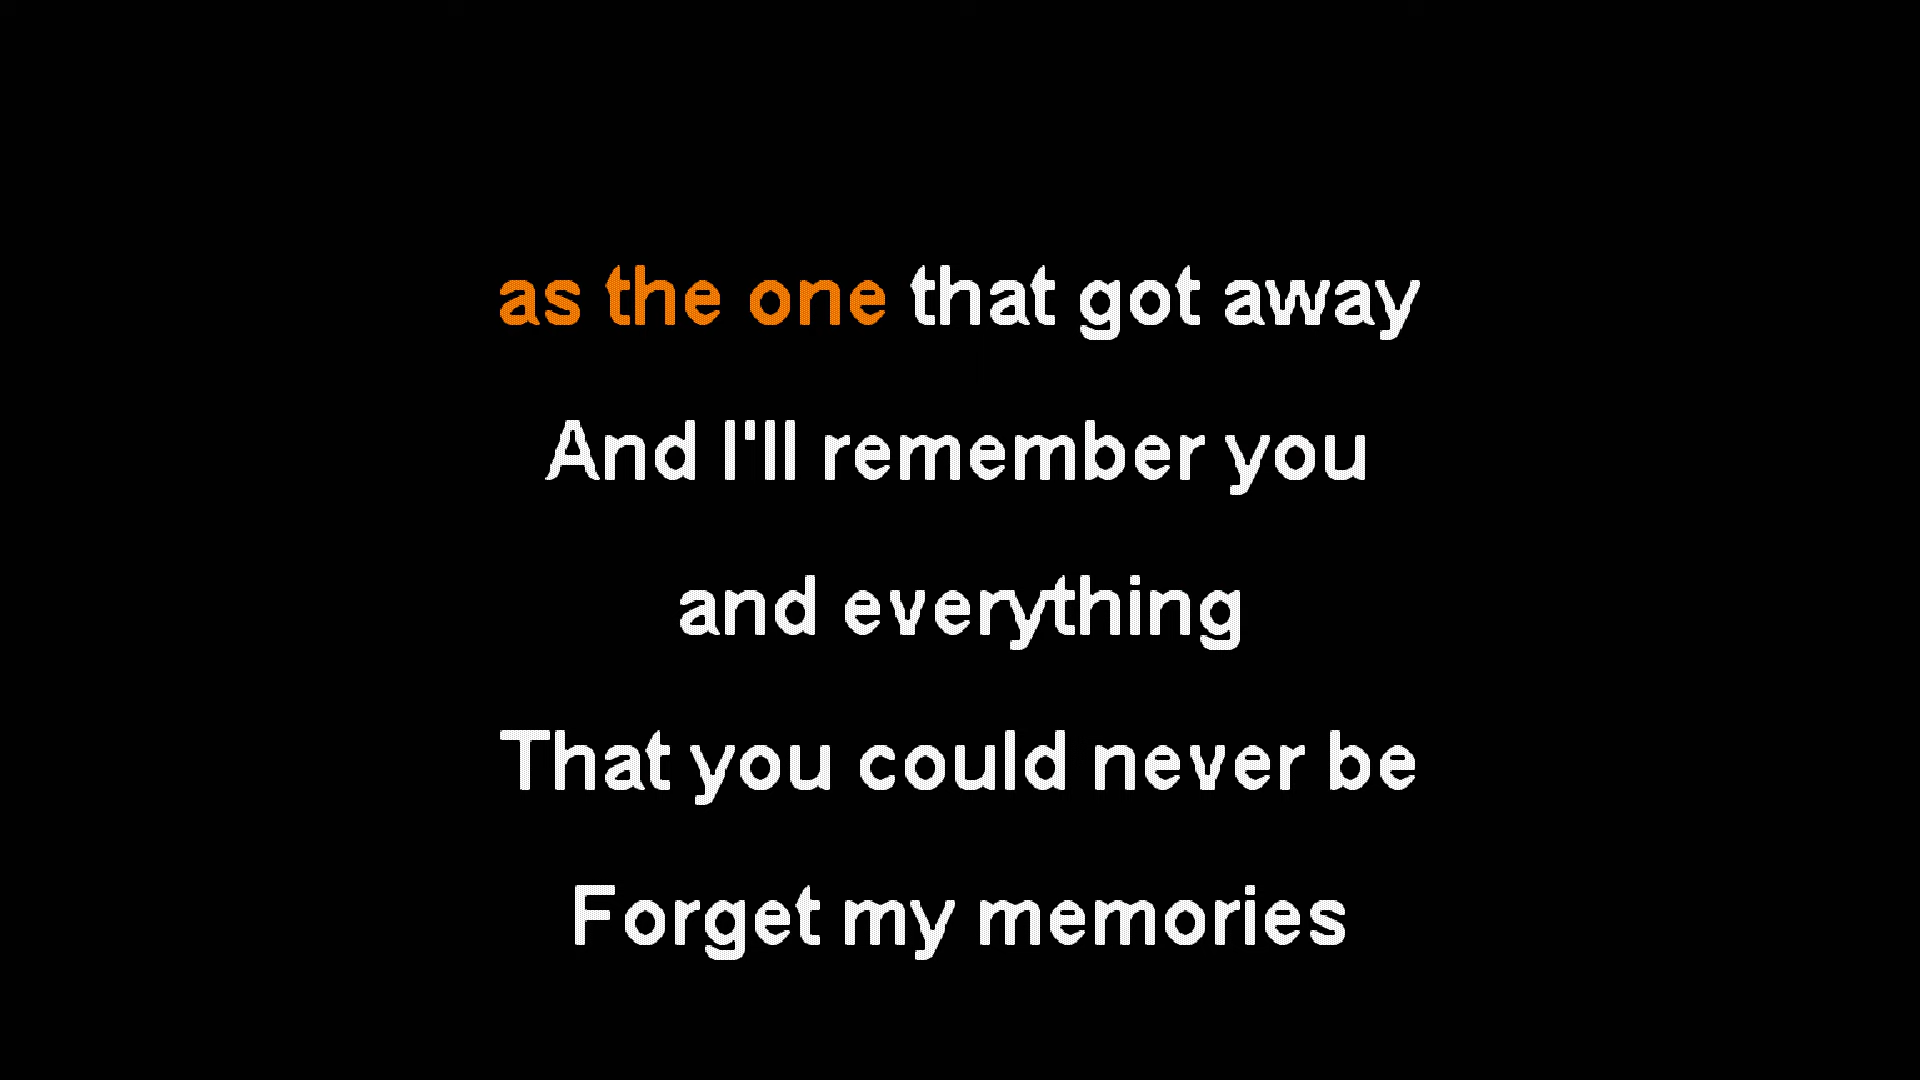 as the one that got away
And I'll remember you
and everything
That you could never be
Forget my memories